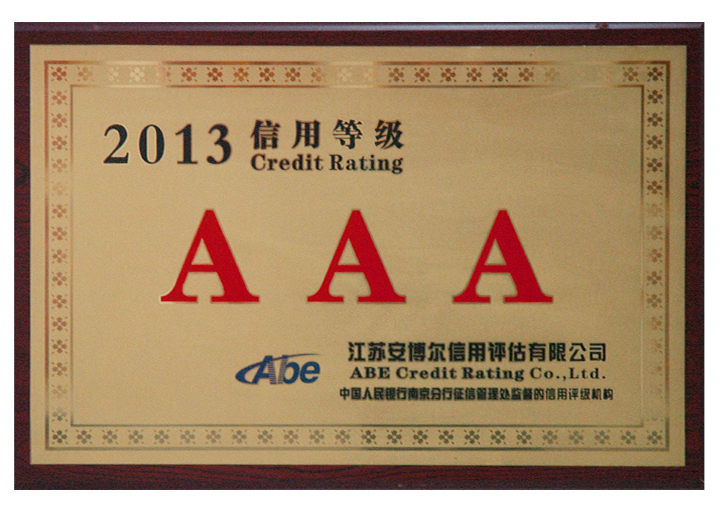 2013 信用等级
Credit Rating
AAA
Abe
江苏安博尔信用评估有限公司
ABE Credit Rating Co.,Ltd.
中国人民银行南京分行征信管理处监督的信用评级机构